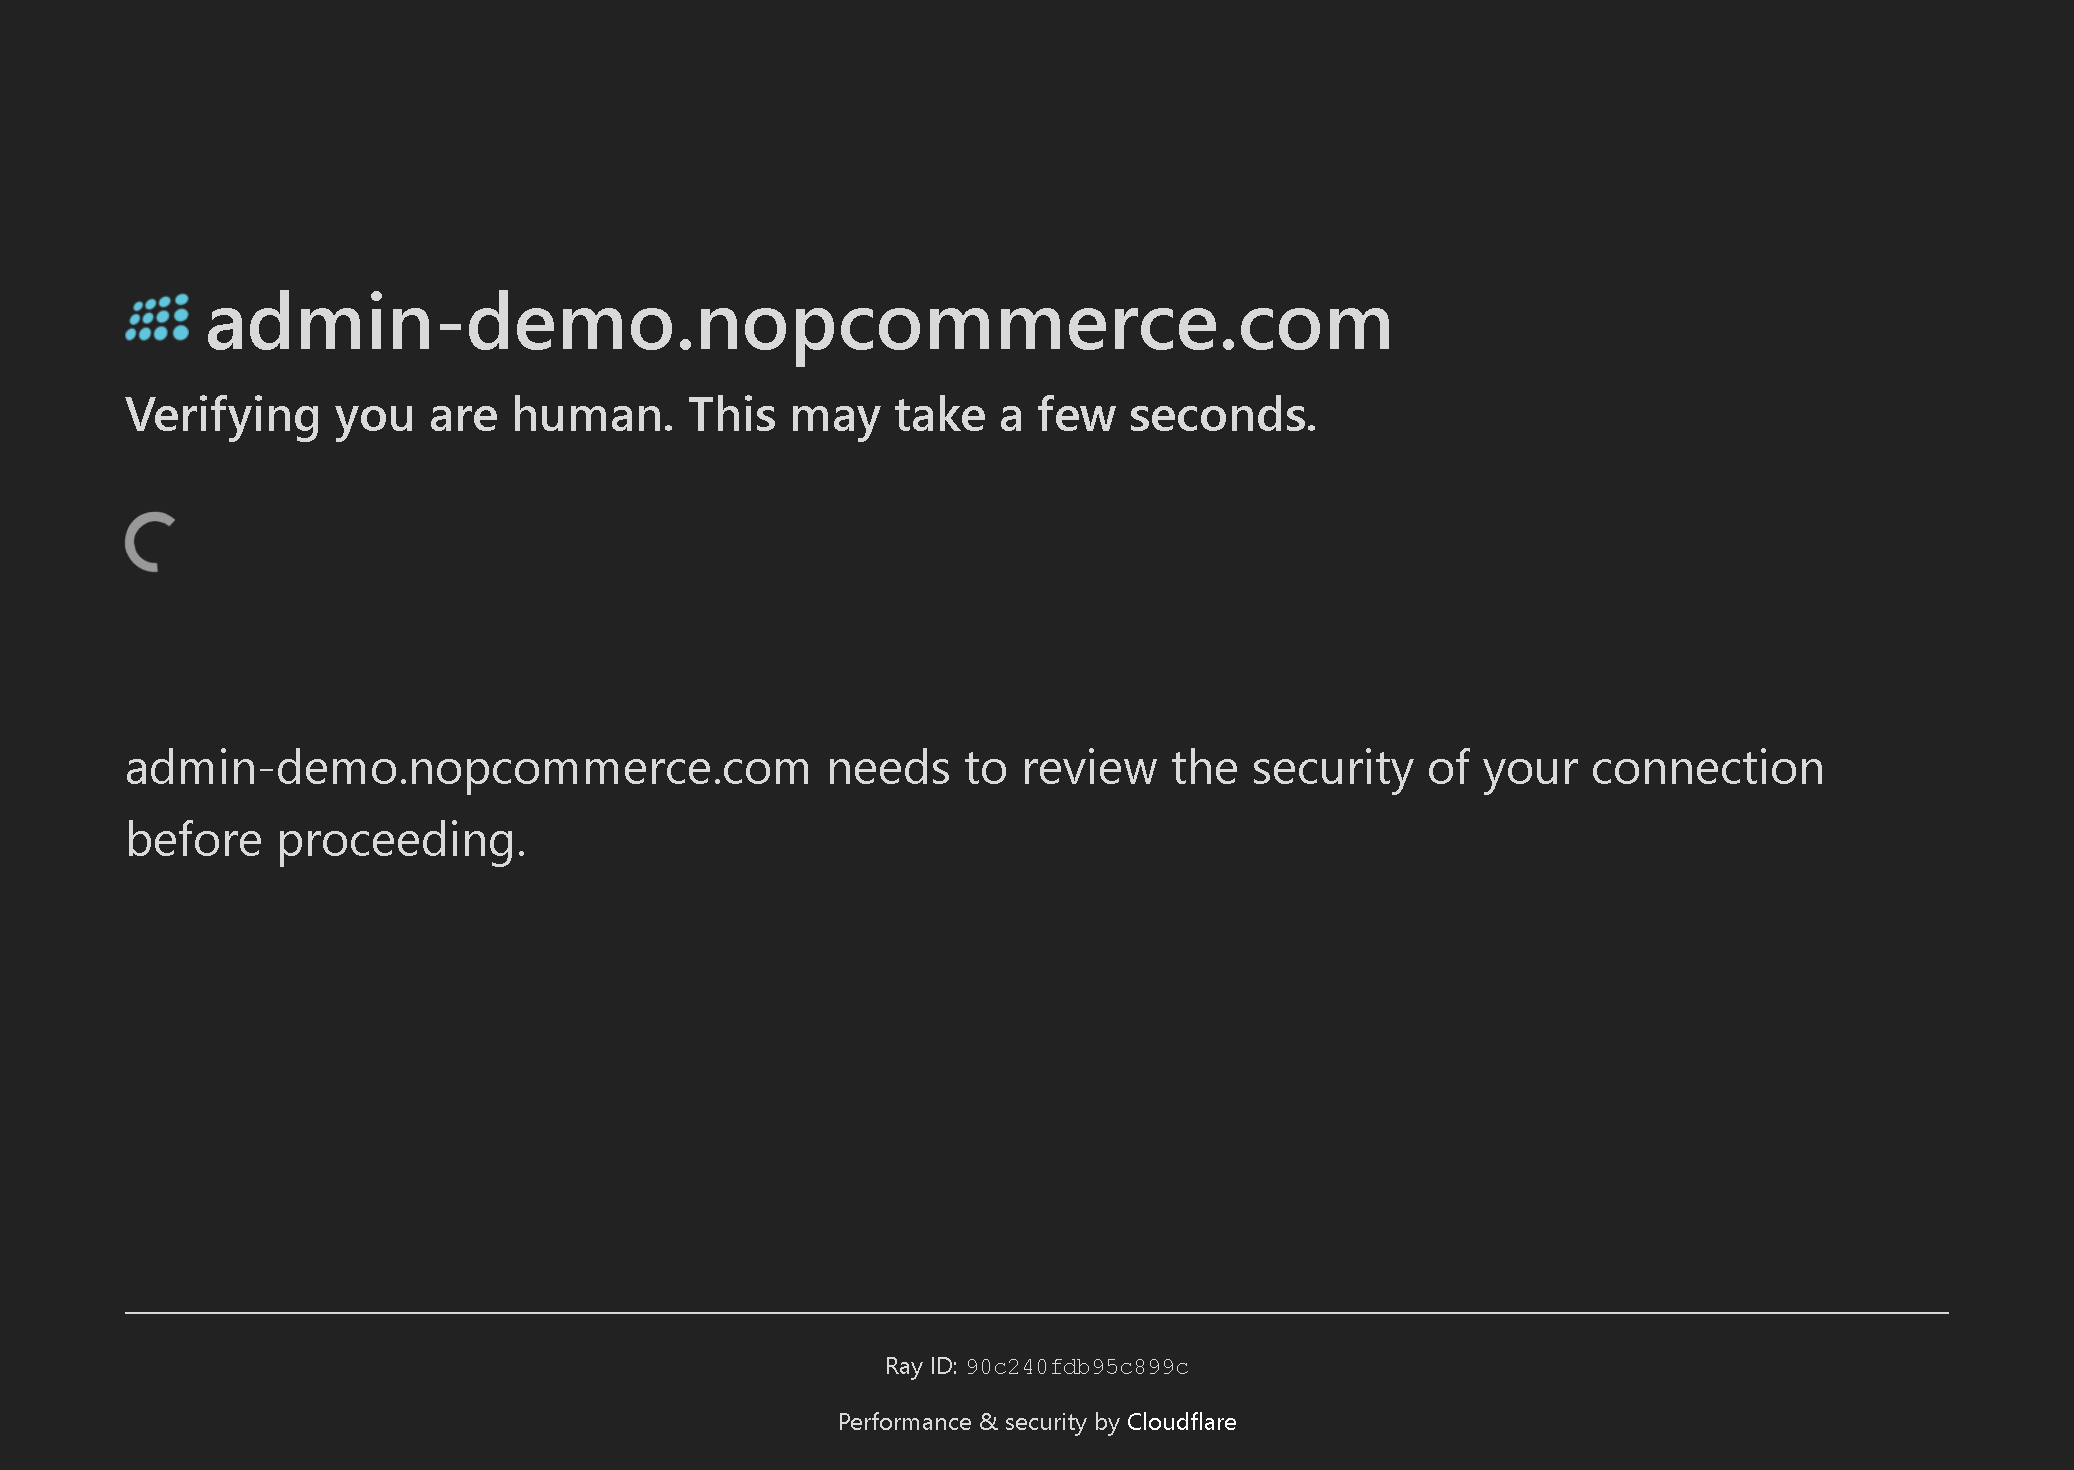 admin-demo.nopcommerce.com
Verifying you are human. This may take a few seconds.
admin-demo.nopcommerce.com needs to review the security of your connection
before proceeding.
Ray ID: 90c240fdb95c899c
Performance & security by Cloudflare